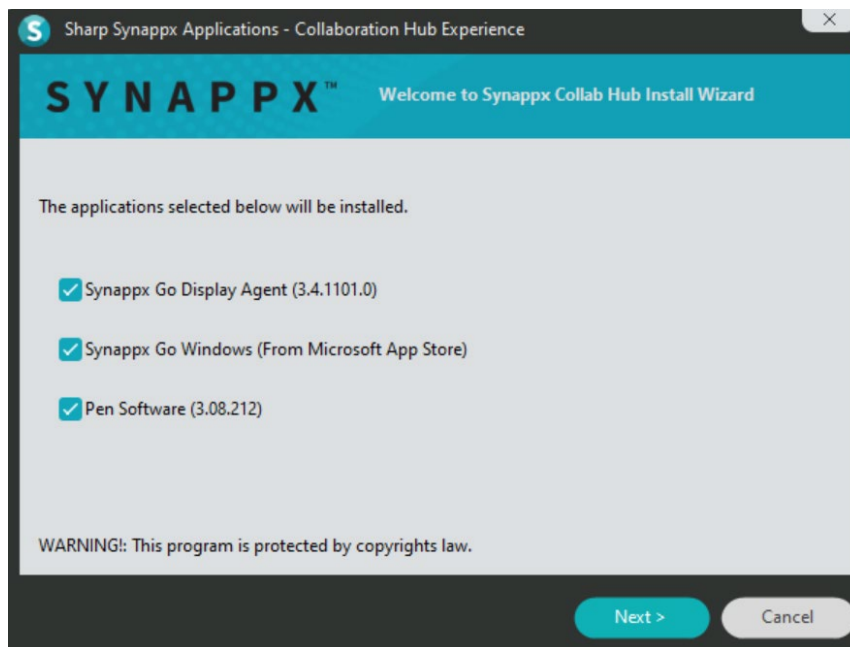 Sharp Synappx Applications - Collaboration Hub Experience
SYNAPPX™
Welcome to Synappx Collab Hub Install Wizard
The applications selected below will be installed.
Synappx Go Display Agent (3.4.1101.0)
Synappx Go Windows (From Microsoft App Store)
Pen Software (3.08.212)
WARNING!: This program is protected by copyrights law.
Next >
Cancel